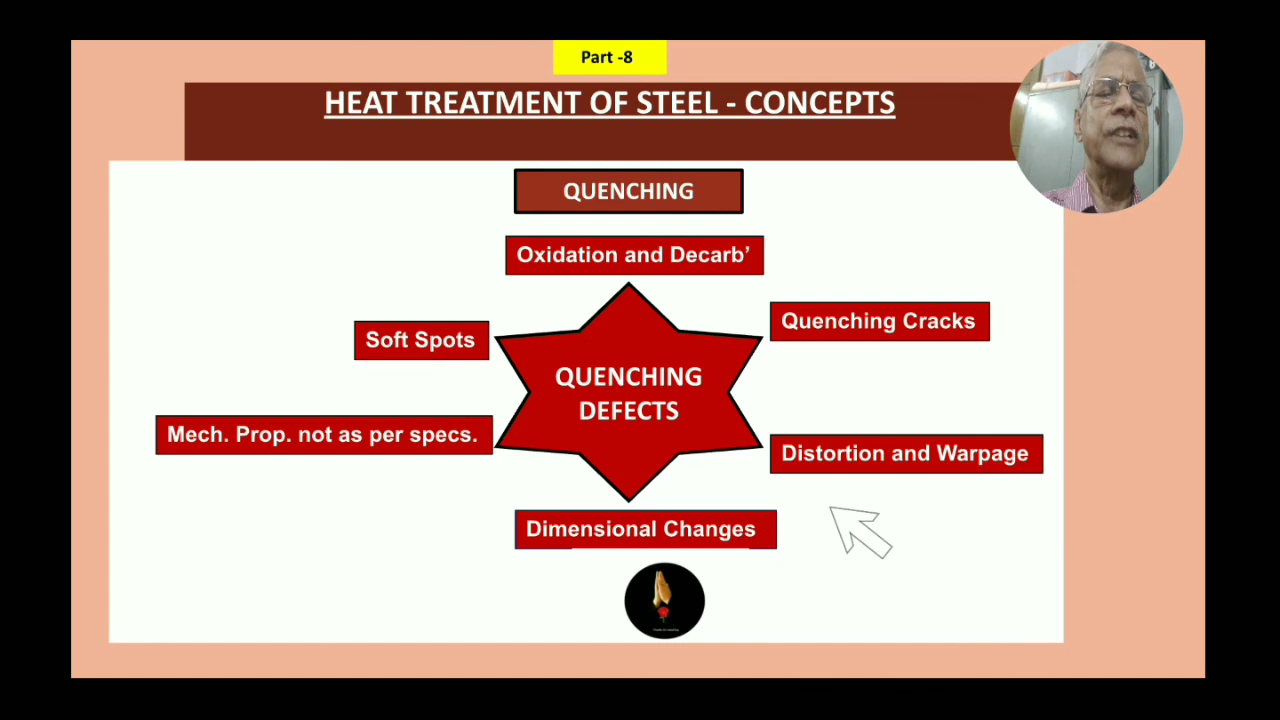 Part -8
HEAT TREATMENT OF STEEL - CONCEPTS
QUENCHING
Oxidation and Decarb’
Quenching Cracks
Soft Spots
QUENCHING
DEFECTS
Mech. Prop. not as per specs.
Distortion and Warpage
Dimensional Changes